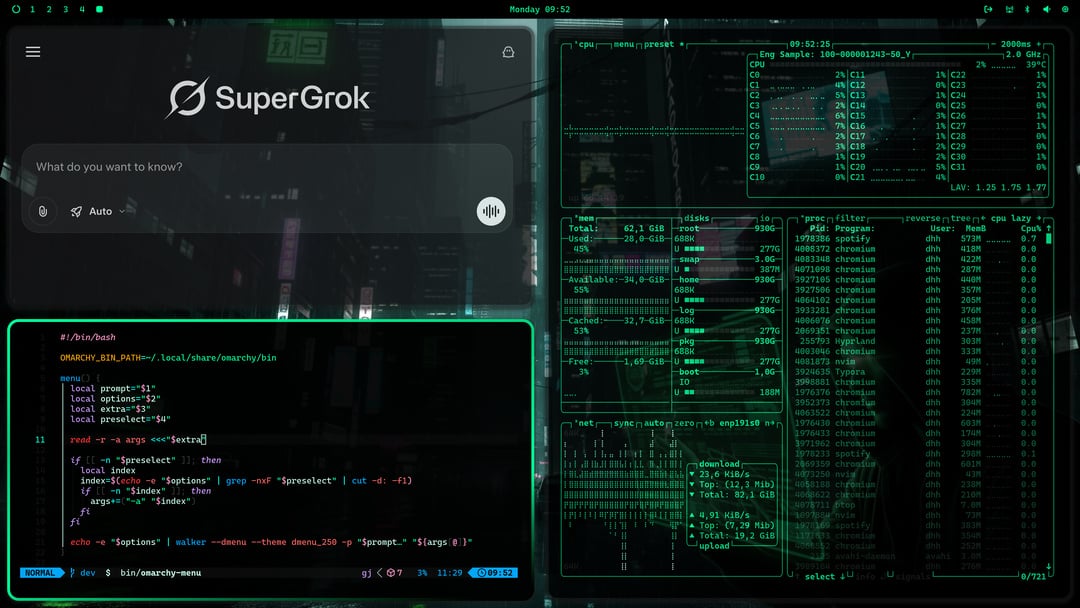 1 2 3 4
Monday 09:52
SuperGrok
What do you want to know?
Auto
#!/bin/bash
OMARCHY_BIN_PATH=~/.local/share/omarchy/bin
menu() {
local prompt="$1"
local options="$2"
local extra="$3"
local preselect="$4"
11 read -r -a args <<<"$extra"
if [[ -n "$preselect" ]]; then
local index
index=$(echo -e "$options" | grep -nxF "$preselect" | cut -d: -f1)
if [[ -n "$index" ]]; then
args+=("-a" "$index")
fi
fi
echo -e "$options" | walker --dmenu --theme dmenu_250 -p "$prompt…" "${args[@]}"
}
NORMAL dev $ bin/omarchy-menu gj 7 3% 11:29 09:52
cpu menu preset * 09:52:25 - 2000ms +
Eng Sample: 100-000001243-50_Y 2.0 GHz
CPU 2% 39°C
C0 2% C11 1% C22 1%
C1 4% C12 0% C23 2%
C2 5% C13 2% C24 1%
C3 2% C14 0% C25 0%
C4 6% C15 3% C26 1%
C5 7% C16 1% C27 1%
C6 2% C17 1% C28 0%
C7 3% C18 1% C29 0%
C8 1% C19 2% C30 1%
C9 1% C20 5% C31 0%
C10 0% C21 4%
LAV: 1.25 1.75 1.77
mem
Total: 62,1 GiB
Used: 28,0 GiB
45%
Available: 34,0 GiB
55%
Cached: 32,7 GiB
53%
Free: 1,69 GiB
3%
disks io
root 930G
688K
U 277G
swap 3.0G
U 387M
home 930G
688K
U 277G
log 930G
688K
U 277G
pkg 930G
688K
U 277G
boot 1,0G
IO
U 188M
proc filter reverse tree < cpu lazy >
Pid: Program: User: MemB Cpu% ↑
1978386 spotify dhh 573M 0.7
4008372 chromium dhh 418M 0.0
4083348 chromium dhh 422M 0.0
4071098 chromium dhh 287M 0.0
3927105 chromium dhh 440M 0.0
3927506 chromium dhh 357M 0.0
4064102 chromium dhh 205M 0.0
3933281 chromium dhh 376M 0.0
4006076 chromium dhh 458M 0.0
2069351 chromium dhh 237M 0.0
255793 Hyprland dhh 303M 0.0
4003046 chromium dhh 333M 0.0
4081873 nvim dhh 49M 0.0
3924635 Typora dhh 229M 0.0
3998881 chromium dhh 335M 0.0
7076376 chromium dhh 782M 0.0
3952373 chromium dhh 394M 0.0
4063522 chromium dhh 224M 0.0
1976430 chromium dhh 603M 0.0
1976433 chromium dhh 174M 0.0
3971992 chromium dhh 304M 0.0
1978233 spotify dhh 298M 0.1
2069359 chromium dhh 601M 0.0
4073250 nvim dhh 43M 0.0
4058188 chromium dhh 238M 0.0
4068622 chromium dhh 210M 0.0
4078711 btop dhh 7.0M 0.0
nvim dhh 73M 0.0
1978169 spotify dhh 383M 0.0
chromium dhh 254M 0.0
chromium dhh 252M 0.0
avahi-daemon 3.0M 0.0
chromium dhh 264M 0.0
↑ select ↓ info signals 0/721
net sync auto zero <b enp191s0 n>
download
▼ 23,6 KiB/s
▼ Top: (12,3 Mib)
▼ Total: 82,1 GiB
▲ 4,91 KiB/s
▲ Top: (7,29 Mib)
▲ Total: 19,2 GiB
upload